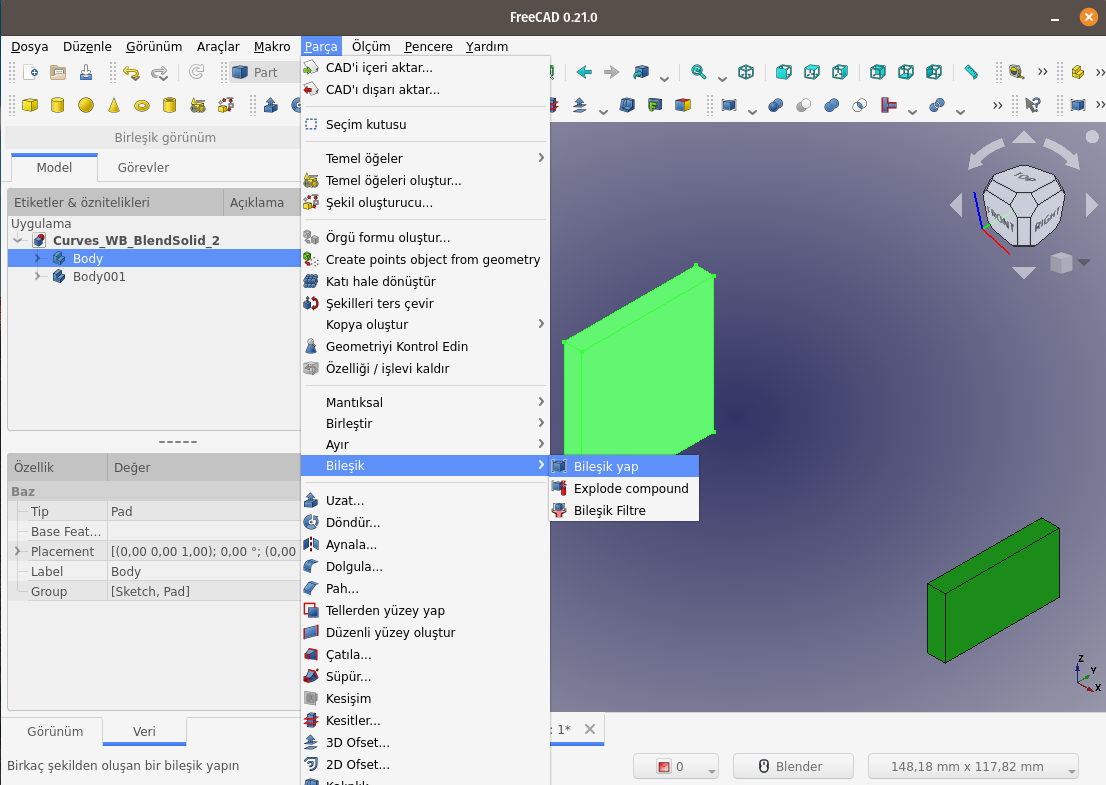 FreeCAD 0.21.0
Dosya Düzenle Görünüm Araçlar Makro Parça Ölçüm Pencere Yardım
Part
Birleşik görünüm
Model Görevler
Etiketler & öznitelikleri Açıklama
Uygulama
Curves_WB_BlendSolid_2
Body
Body001
Özellik Değer
Baz
Tip Pad
Base Feat...
Placement [(0,00 0,00 1,00); 0,00 °; (0,00
Label Body
Group [Sketch, Pad]
Görünüm Veri
Birkaç şekilden oluşan bir bileşik yapın
CAD'i içeri aktar...
CAD'ı dışarı aktar...
Seçim kutusu
Temel öğeler
Temel öğeleri oluştur...
Şekil oluşturucu...
Örgü formu oluştur...
Create points object from geometry
Katı hale dönüştür
Şekilleri ters çevir
Kopya oluştur
Geometriyi Kontrol Edin
Özelliği / işlevi kaldır
Mantıksal
Birleştir
Ayır
Bileşik
Uzat...
Döndür...
Aynala...
Dolgula...
Pah...
Tellerden yüzey yap
Düzenli yüzey oluştur
Çatıla...
Süpür...
Kesişim
Kesitler...
3D Ofset...
2D Ofset...
Bileşik yap
Explode compound
Bileşik Filtre
TOP
FRONT
RIGHT
Z
Y
X
: 1*
0
Blender
148,18 mm x 117,82 mm